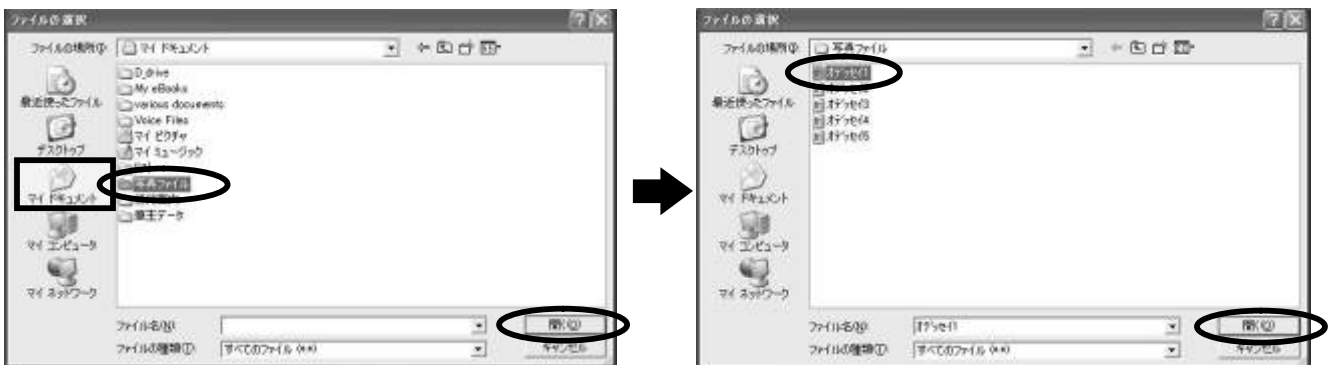 ファイルの選択
ファイルの場所(I):
マイ ドキュメント
最近使ったファイル
デスクトップ
マイ ドキュメント
マイ コンピュータ
マイ ネットワーク
D_drive
My eBooks
various documents
Voice Files
マイ ピクチャ
マイ ミュージック
写真ファイル
筆王データ
ファイル名(N):
開く(O)
ファイルの種類(T):
すべてのファイル (*.*)
キャンセル
ファイルの選択
ファイルの場所(I):
写真ファイル
最近使ったファイル
デスクトップ
マイ ドキュメント
マイ コンピュータ
マイ ネットワーク
オデッセイ1
オデッセイ3
オデッセイ4
オデッセイ5
ファイル名(N):
オデッセイ1
開く(O)
ファイルの種類(T):
すべてのファイル (*.*)
キャンセル